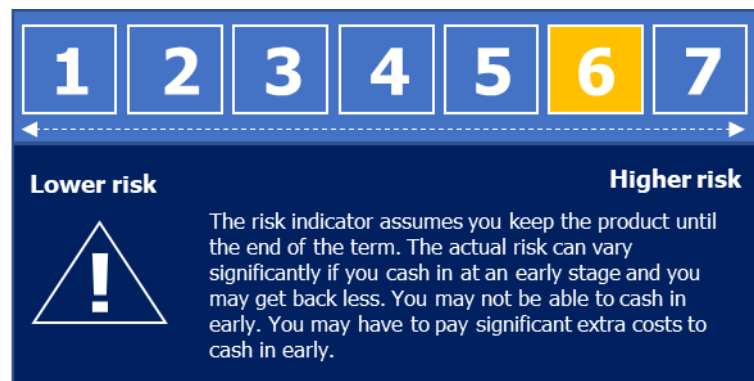 1 2 3 4 5 6 7
Lower risk
Higher risk
!
The risk indicator assumes you keep the product until
the end of the term. The actual risk can vary
significantly if you cash in at an early stage and you
may get back less. You may not be able to cash in
early. You may have to pay significant extra costs to
cash in early.